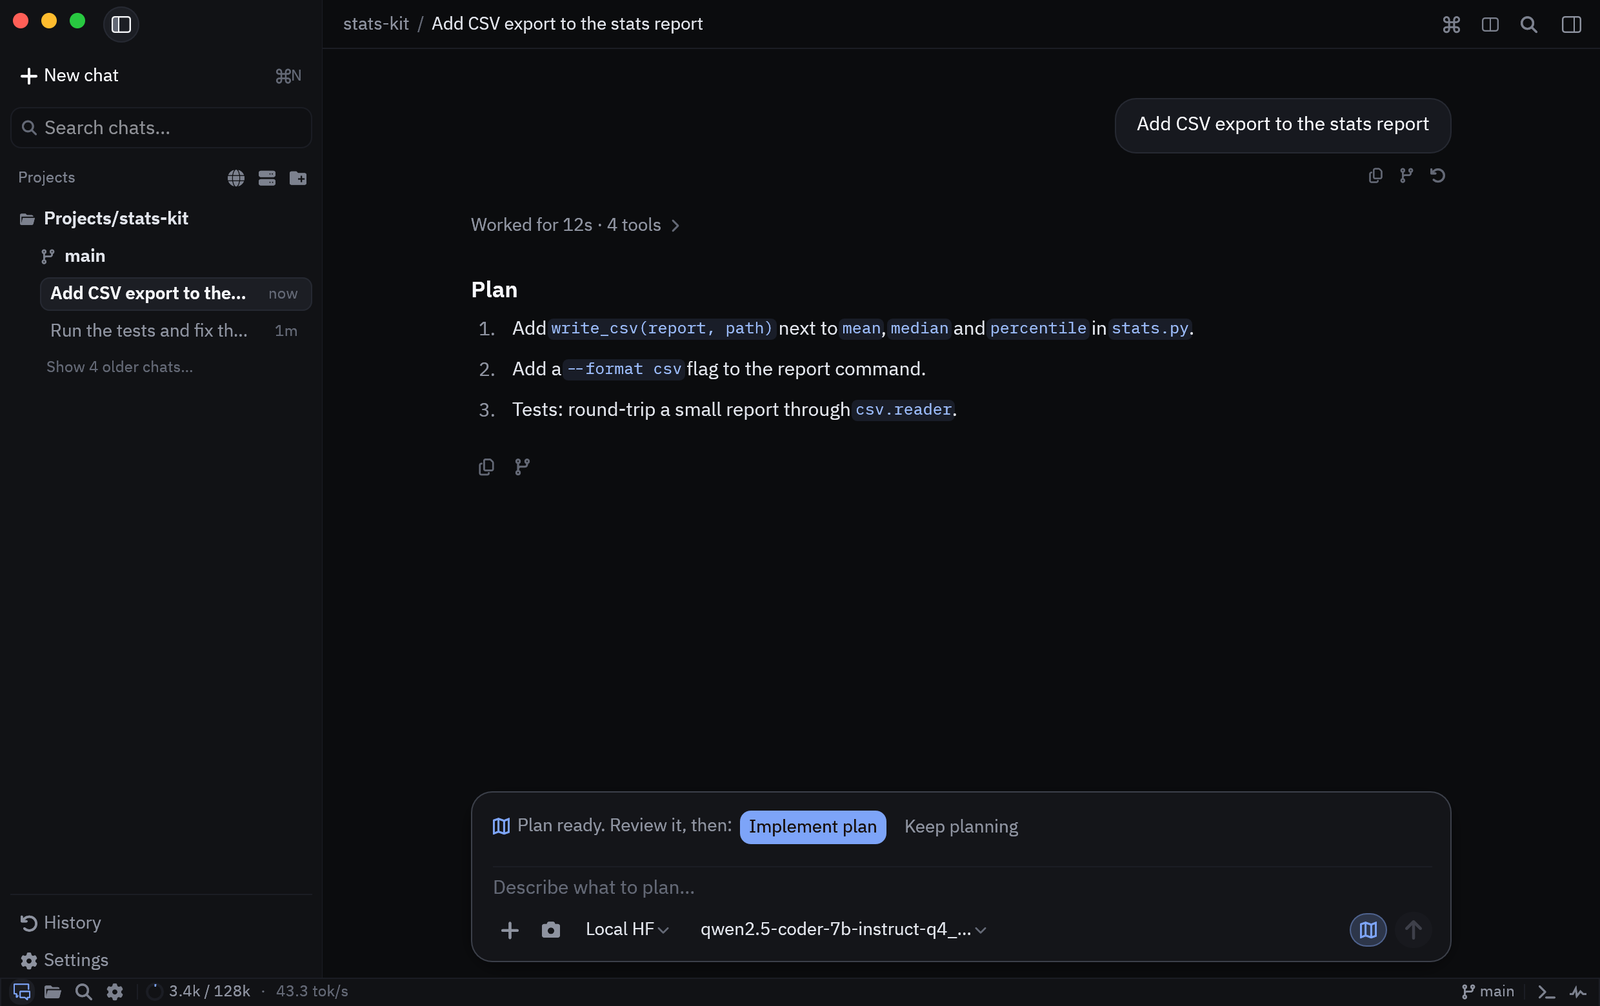 stats-kit / Add CSV export to the stats report
New chat ⌘N
Search chats...
Projects
Projects/stats-kit
main
Add CSV export to the... now
Run the tests and fix th... 1m
Show 4 older chats...
History
Settings
Add CSV export to the stats report
Worked for 12s · 4 tools
Plan
1. Add write_csv(report, path) next to mean, median and percentile in stats.py.
2. Add a --format csv flag to the report command.
3. Tests: round-trip a small report through csv.reader.
Plan ready. Review it, then: Implement plan Keep planning
Describe what to plan...
Local HF qwen2.5-coder-7b-instruct-q4_...
3.4k / 128k · 43.3 tok/s
main